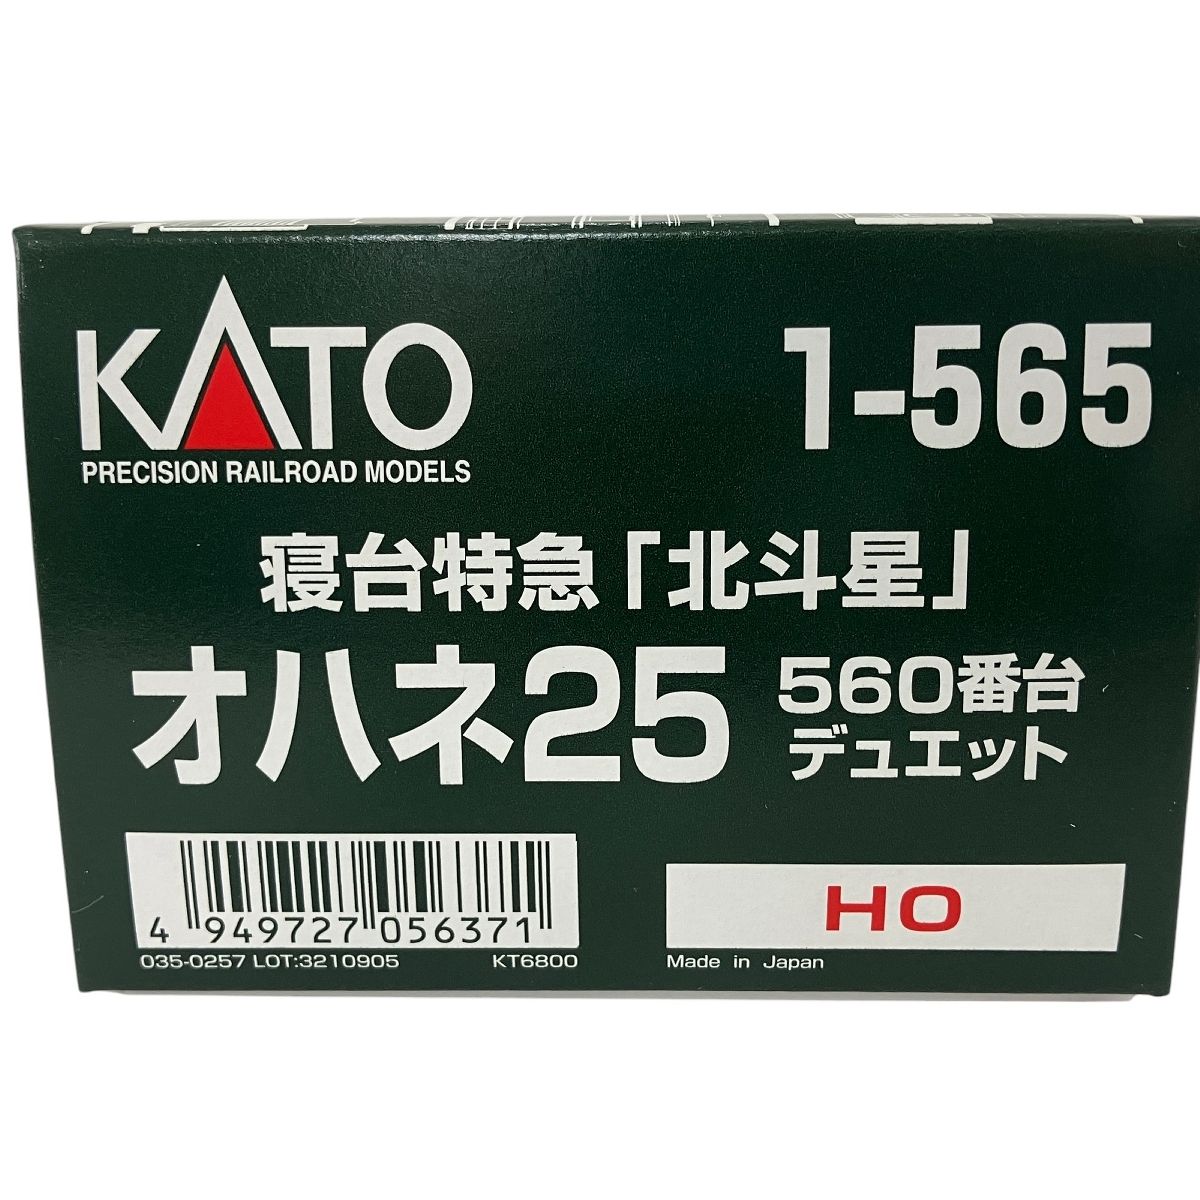 KATO
PRECISION RAILROAD MODELS
1-565
寝台特急「北斗星」
オハネ25
560番台
デュエット
4 949727 056371
035-0257 LOT:3210905
KT6800
HO
Made in Japan